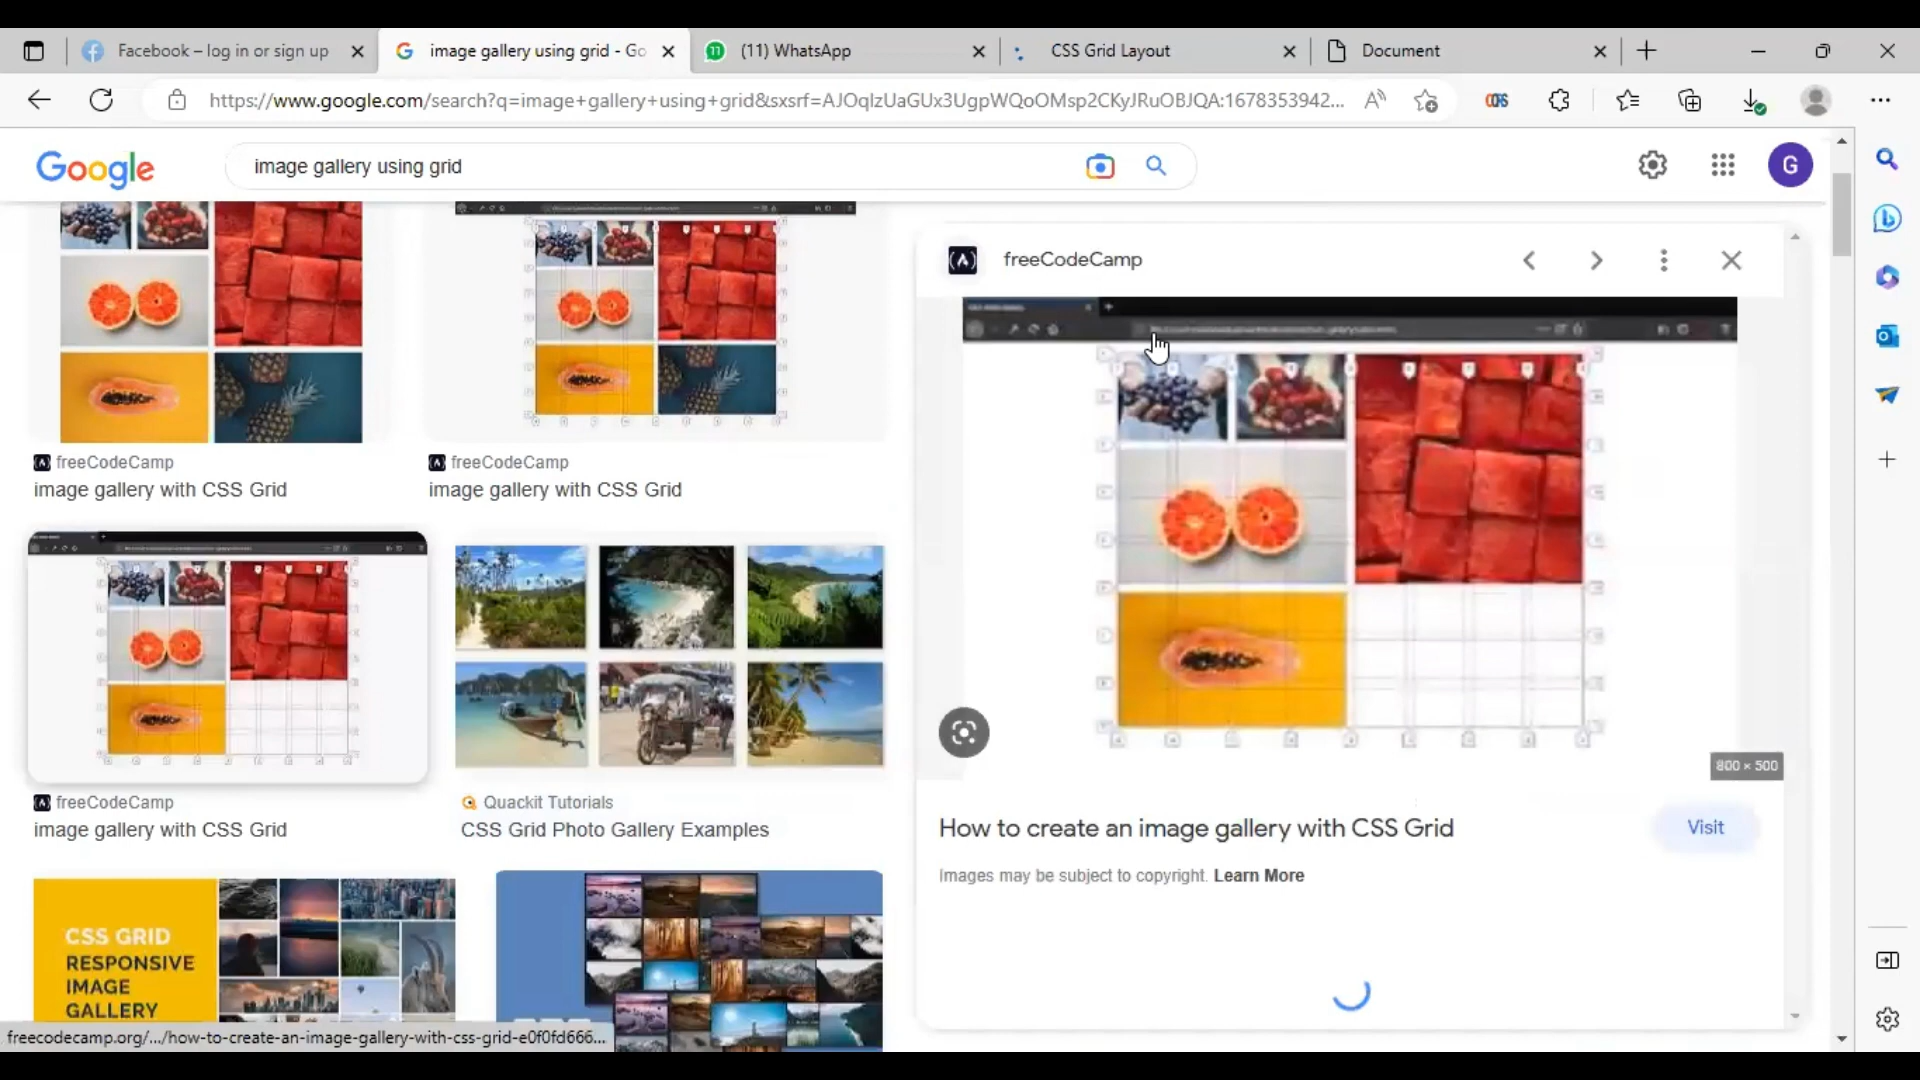 Facebook – log in or sign up
image gallery using grid - Go
(11) WhatsApp
CSS Grid Layout
Document
https://www.google.com/search?q=image+gallery+using+grid&sxsrf=AJOqlzUaGUx3UgpWQoOMsp2CKyJRuOBJQA:1678353942...
Google
image gallery using grid
G
freeCodeCamp
image gallery with CSS Grid
freeCodeCamp
image gallery with CSS Grid
freeCodeCamp
image gallery with CSS Grid
Quackit Tutorials
CSS Grid Photo Gallery Examples
CSS GRID
RESPONSIVE
IMAGE
GALLERY
freeCodeCamp
800 × 500
How to create an image gallery with CSS Grid
Visit
Images may be subject to copyright. Learn More
freecodecamp.org/.../how-to-create-an-image-gallery-with-css-grid-e0f0fd666...